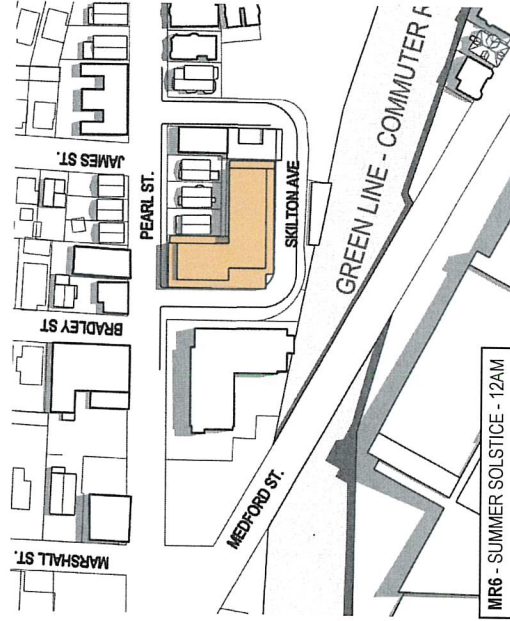 JAMES ST.
PEARL ST.
BRADLEY ST
SKILTON AVE
GREEN LINE - COMMUTER R
MEDFORD ST.
MARSHALL ST.
MR6 - SUMMER SOLSTICE - 12AM